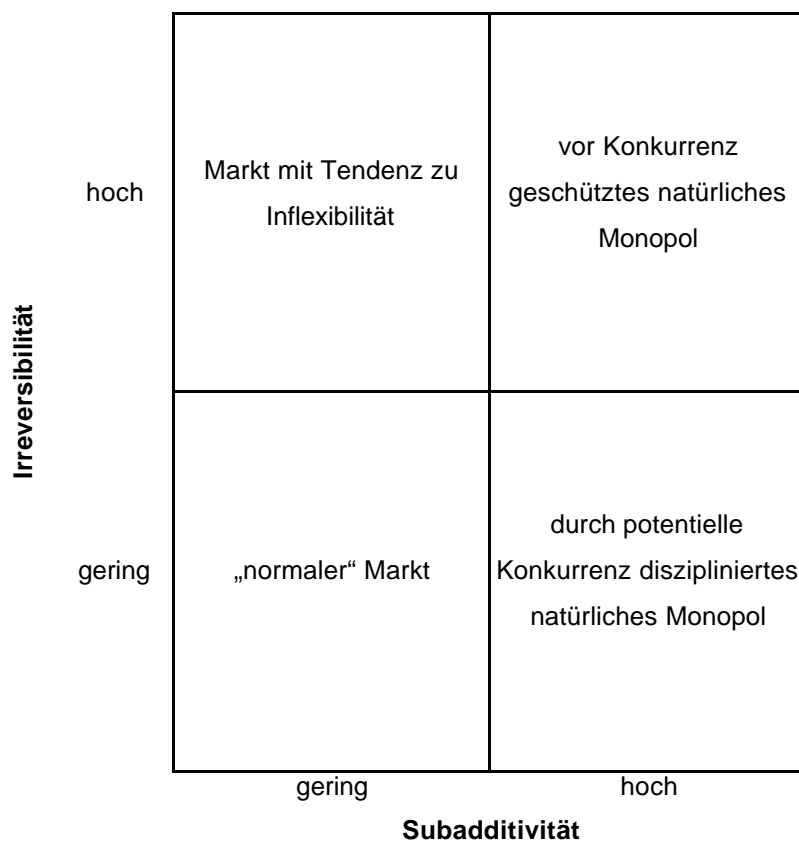 hoch
Markt mit Tendenz zu
Inflexibilität
vor Konkurrenz
geschütztes natürliches
Monopol
Irreversibilität
gering
„normaler“ Markt
durch potentielle
Konkurrenz diszipliniertes
natürliches Monopol
gering
hoch
Subadditivität